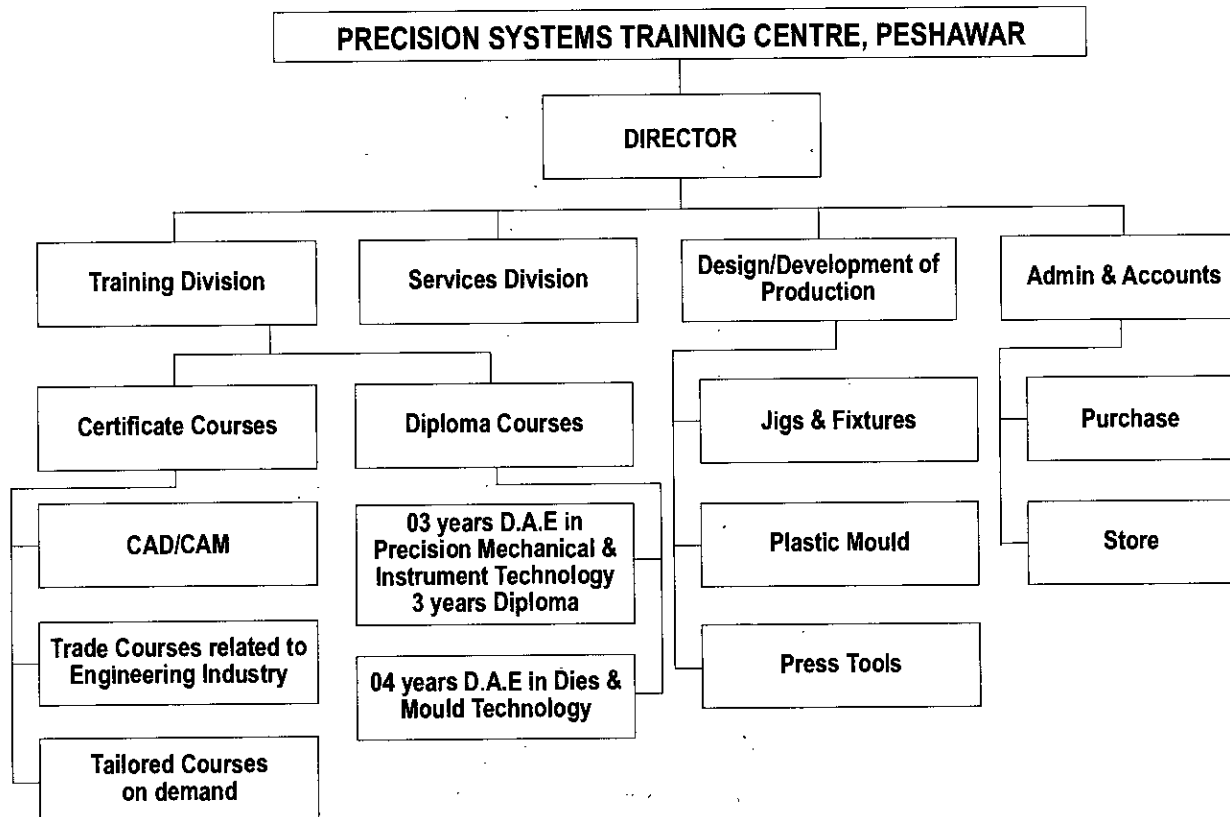 PRECISION SYSTEMS TRAINING CENTRE, PESHAWAR
DIRECTOR
Training Division
Services Division
Design/Development of
Production
Admin & Accounts
Certificate Courses
Diploma Courses
Jigs & Fixtures
Purchase
CAD/CAM
03 years D.A.E in
Precision Mechanical &
Instrument Technology
3 years Diploma
Plastic Mould
Store
Trade Courses related to
Engineering Industry
04 years D.A.E in Dies &
Mould Technology
Press Tools
Tailored Courses
on demand